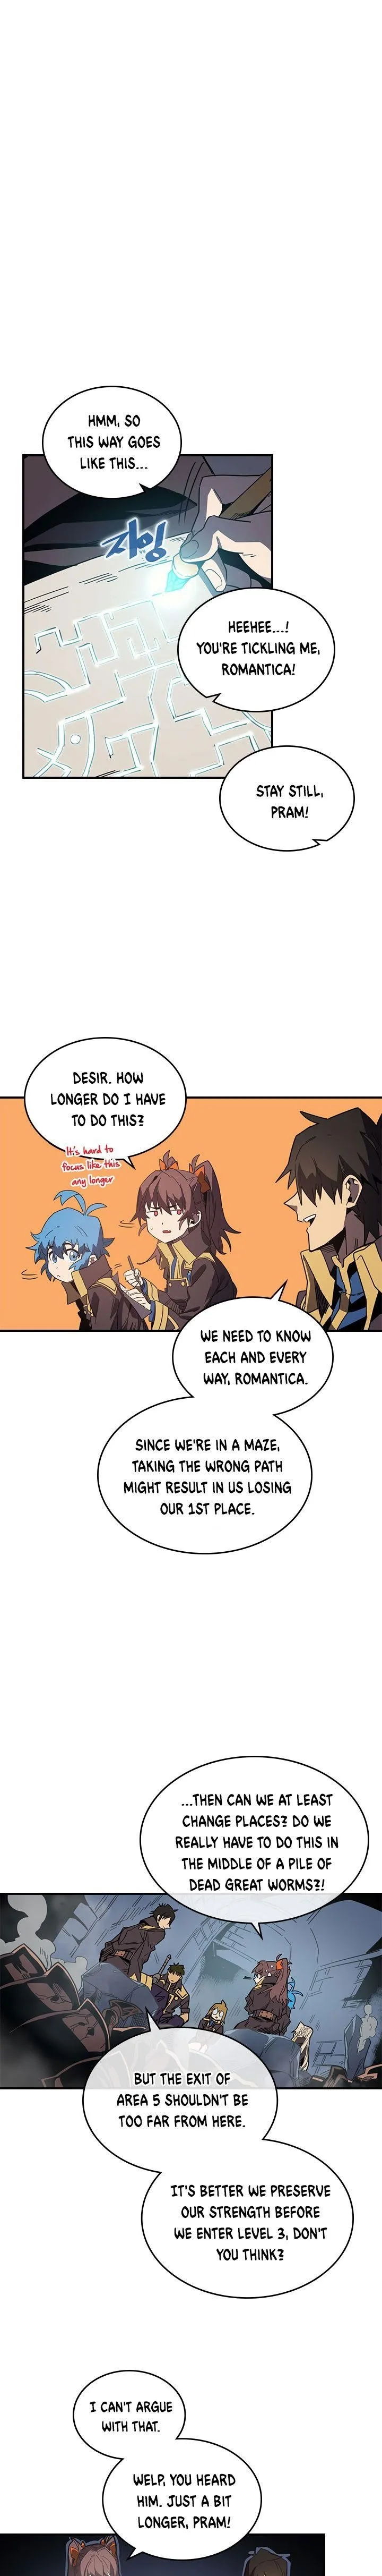 HMM, SO
THIS WAY GOES
LIKE THIS...
지잉
HEEHEE...!
YOU'RE TICKLING ME,
ROMANTICA!
STAY STILL,
PRAM!
DESIR. HOW
LONGER DO I HAVE
TO DO THIS?
It's hard to
focus like this
any longer
WE NEED TO KNOW
EACH AND EVERY
WAY, ROMANTICA.
SINCE WE'RE IN A MAZE,
TAKING THE WRONG PATH
MIGHT RESULT IN US LOSING
OUR 1ST PLACE.
...THEN CAN WE AT LEAST
CHANGE PLACES? DO WE
REALLY HAVE TO DO THIS IN
THE MIDDLE OF A PILE OF
DEAD GREAT WORMS?!
BUT THE EXIT OF
AREA 5 SHOULDN'T BE
TOO FAR FROM HERE.
IT'S BETTER WE PRESERVE
OUR STRENGTH BEFORE
WE ENTER LEVEL 3, DON'T
YOU THINK?
I CAN'T ARGUE
WITH THAT.
WELP, YOU HEARD
HIM. JUST A BIT
LONGER, PRAM!